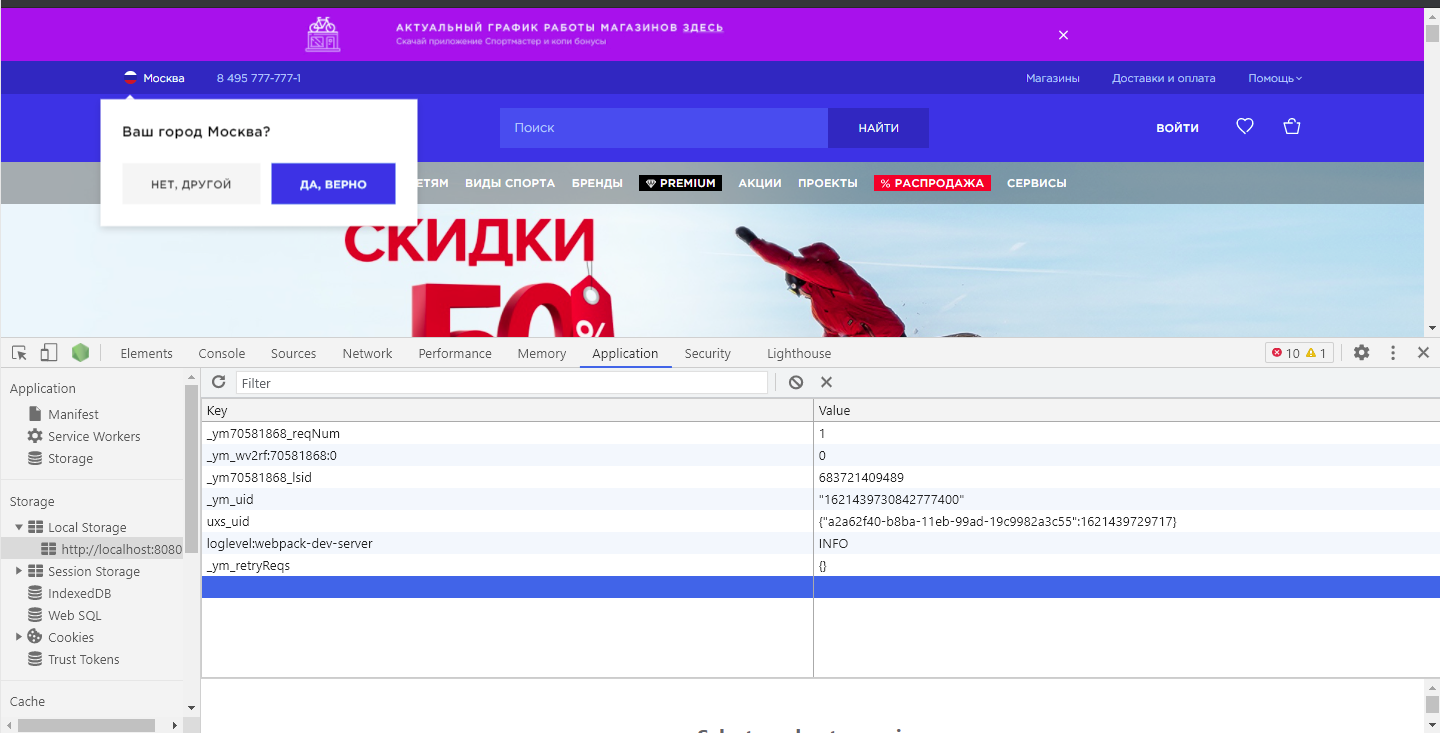 АКТУАЛЬНЫЙ ГРАФИК РАБОТЫ МАГАЗИНОВ ЗДЕСЬ
Скачай приложение Спортмастер и копи бонусы
Москва 8 495 777-777-1 Магазины Доставки и оплата Помощь
Ваш город Москва?
НЕТ, ДРУГОЙ ДА, ВЕРНО
Поиск НАЙТИ ВОЙТИ
ЕТЯМ ВИДЫ СПОРТА БРЕНДЫ PREMIUM АКЦИИ ПРОЕКТЫ % РАСПРОДАЖА СЕРВИСЫ
СКИДКИ
50%
Elements Console Sources Network Performance Memory Application Security Lighthouse 10 1
Application
Manifest
Service Workers
Storage
Storage
Local Storage
http://localhost:8080
Session Storage
IndexedDB
Web SQL
Cookies
Trust Tokens
Cache
Filter
Key Value
_ym70581868_reqNum 1
_ym_wv2rf:70581868:0 0
_ym70581868_lsid 683721409489
_ym_uid "1621439730842777400"
uxs_uid {"a2a62f40-b8ba-11eb-99ad-19c9982a3c55":1621439729717}
loglevel:webpack-dev-server INFO
_ym_retryReqs {}